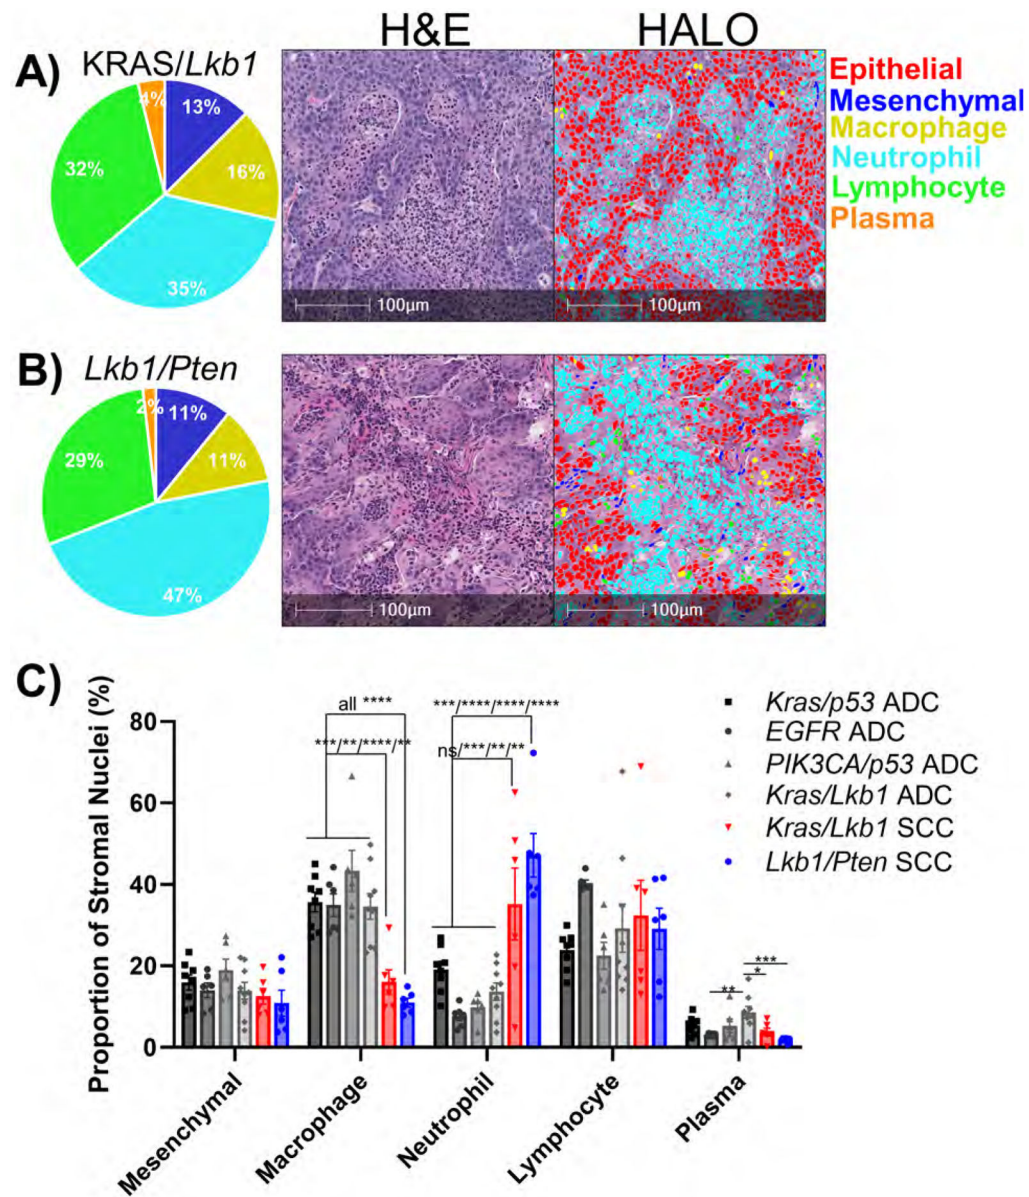 H&E HALO
A) KRAS/Lkb1
4% 13%
32% 16%
35%
100µm 100µm
Epithelial
Mesenchymal
Macrophage
Neutrophil
Lymphocyte
Plasma
B) Lkb1/Pten
2% 11%
29% 11%
47%
100µm 100µm
C)
Proportion of Stromal Nuclei (%)
80
60
40
20
0
all ****
***/**/****/**
***/****/****/****
ns/***/**/**
***
*
**
Mesenchymal
Macrophage
Neutrophil
Lymphocyte
Plasma
Kras/p53 ADC
EGFR ADC
PIK3CA/p53 ADC
Kras/Lkb1 ADC
Kras/Lkb1 SCC
Lkb1/Pten SCC